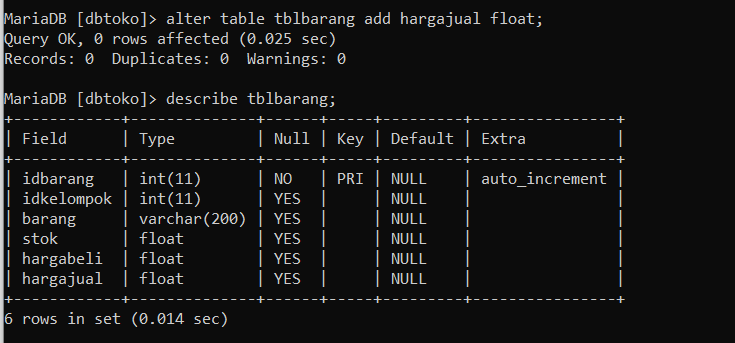 MariaDB [dbtoko]> alter table tblbarang add hargajual float;
Query OK, 0 rows affected (0.025 sec)
Records: 0  Duplicates: 0  Warnings: 0

MariaDB [dbtoko]> describe tblbarang;
+------------+--------------+------+-----+---------+----------------+
| Field      | Type         | Null | Key | Default | Extra          |
+------------+--------------+------+-----+---------+----------------+
| idbarang   | int(11)      | NO   | PRI | NULL    | auto_increment |
| idkelompok | int(11)      | YES  |     | NULL    |                |
| barang     | varchar(200) | YES  |     | NULL    |                |
| stok       | float        | YES  |     | NULL    |                |
| hargabeli  | float        | YES  |     | NULL    |                |
| hargajual  | float        | YES  |     | NULL    |                |
+------------+--------------+------+-----+---------+----------------+
6 rows in set (0.014 sec)